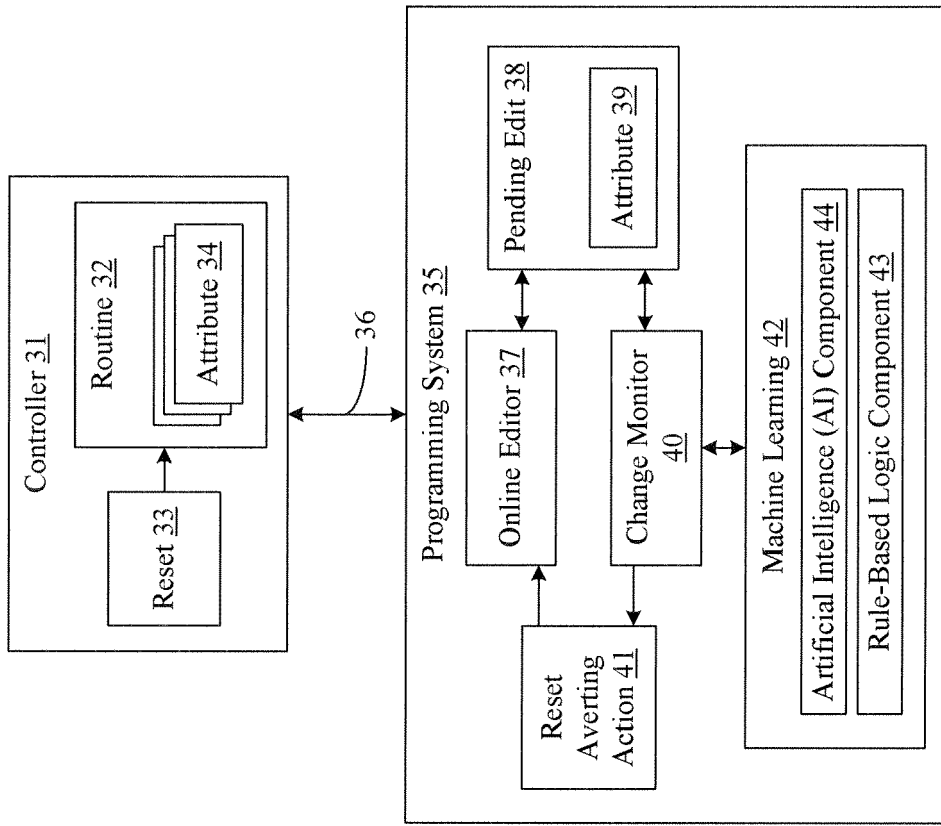 Controller 31
Reset 33
Routine 32
Attribute 34
36
Programming System 35
Reset
Averting
Action 41
Online Editor 37
Pending Edit 38
Attribute 39
Change Monitor
40
Machine Learning 42
Artificial Intelligence (AI) Component 44
Rule-Based Logic Component 43